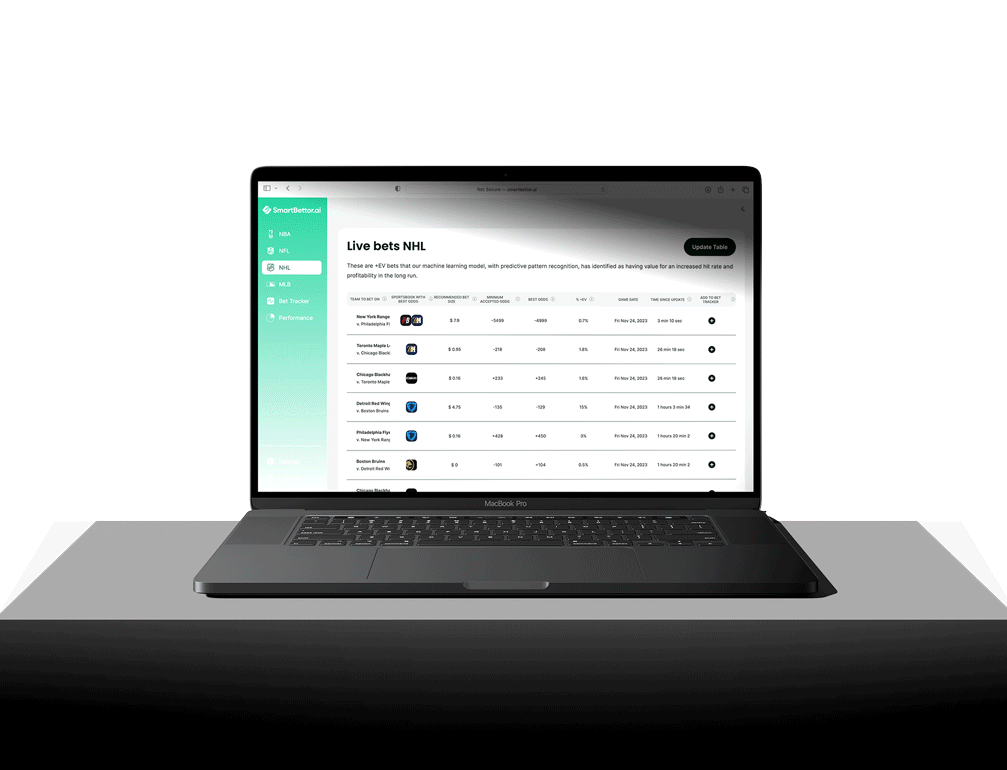 Not Secure — smartbettor.ai
SmartBettor.ai
NBA
NFL
NHL
MLB
Bet Tracker
Performance
Live bets NHL
Update Table
These are +EV bets that our machine learning model, with predictive pattern recognition, has identified as having value for an increased hit rate and
profitability in the long run.
TEAM TO BET ON SPORTSBOOK WITH BEST ODDS RECOMMENDED BET SIZE MINIMUM ACCEPTED ODDS BEST ODDS % +EV GAME DATE TIME SINCE UPDATE ADD TO BET TRACKER
New York Range $ 7.9 -5499 -4999 0.7% Fri Nov 24, 2023 3 min 10 sec
v. Philadelphia Fl
Toronto Maple L $ 0.95 -218 -208 1.8% Fri Nov 24, 2023 26 min 18 sec
v. Chicago Black
Chicago Blackha $ 0.16 +233 +245 1.6% Fri Nov 24, 2023 26 min 18 sec
v. Toronto Maple
Detroit Red Wing $ 4.75 -135 -129 15% Fri Nov 24, 2023 1 hours 3 min 34
v. Boston Bruins
Philadelphia Flye $ 0.16 +428 +450 3% Fri Nov 24, 2023 1 hours 20 min 2
v. New York Rang
Boston Bruins $ 0 -101 +104 0.5% Fri Nov 24, 2023 1 hours 20 min 2
v. Detroit Red Wi
Chicago Blackha
MacBook Pro